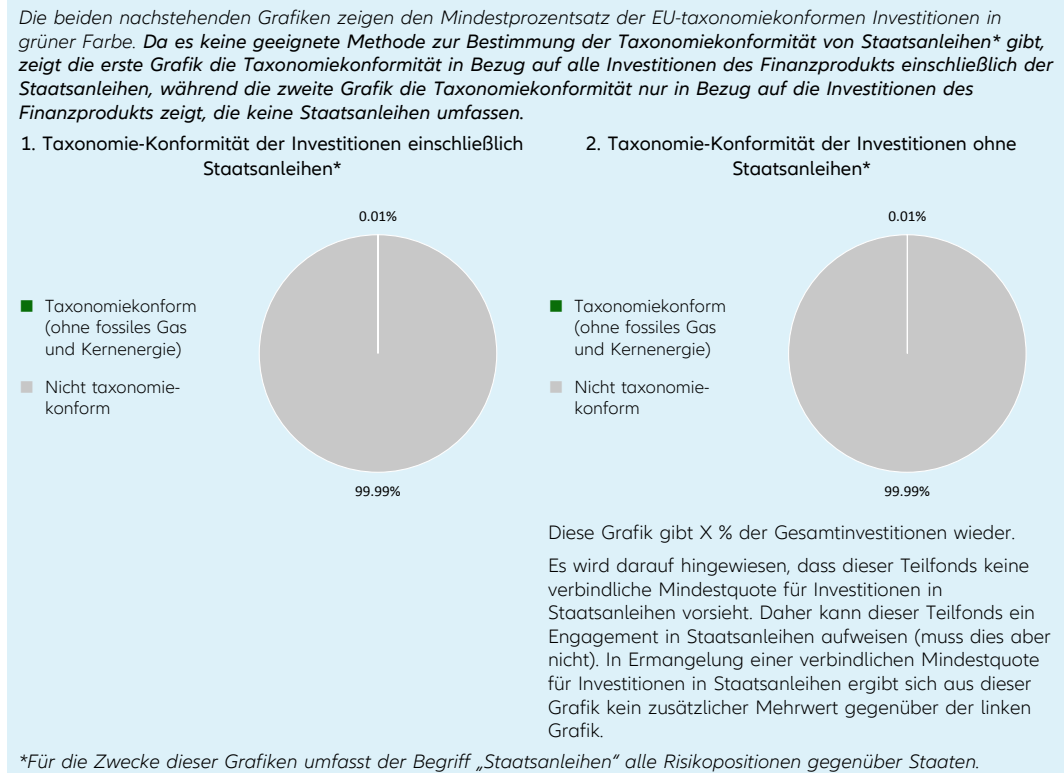 Die beiden nachstehenden Grafiken zeigen den Mindestprozentsatz der EU-taxonomiekonformen Investitionen in
grüner Farbe. Da es keine geeignete Methode zur Bestimmung der Taxonomiekonformität von Staatsanleihen* gibt,
zeigt die erste Grafik die Taxonomiekonformität in Bezug auf alle Investitionen des Finanzprodukts einschließlich der
Staatsanleihen, während die zweite Grafik die Taxonomiekonformität nur in Bezug auf die Investitionen des
Finanzprodukts zeigt, die keine Staatsanleihen umfassen.
1. Taxonomie-Konformität der Investitionen einschließlich
Staatsanleihen*
0.01%
Taxonomiekonform
(ohne fossiles Gas
und Kernenergie)
Nicht taxonomie-
konform
99.99%
2. Taxonomie-Konformität der Investitionen ohne
Staatsanleihen*
0.01%
Taxonomiekonform
(ohne fossiles Gas
und Kernenergie)
Nicht taxonomie-
konform
99.99%
Diese Grafik gibt X % der Gesamtinvestitionen wieder.
Es wird darauf hingewiesen, dass dieser Teilfonds keine
verbindliche Mindestquote für Investitionen in
Staatsanleihen vorsieht. Daher kann dieser Teilfonds ein
Engagement in Staatsanleihen aufweisen (muss dies aber
nicht). In Ermangelung einer verbindlichen Mindestquote
für Investitionen in Staatsanleihen ergibt sich aus dieser
Grafik kein zusätzlicher Mehrwert gegenüber der linken
Grafik.
*Für die Zwecke dieser Grafiken umfasst der Begriff „Staatsanleihen" alle Risikopositionen gegenüber Staaten.